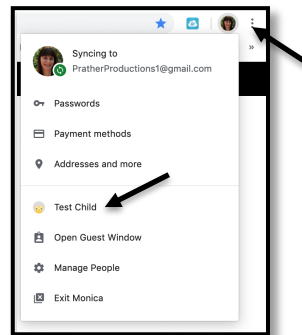 »
Syncing to
PratherProductions1@gmail.com
Passwords
Payment methods
Addresses and more
Test Child
Open Guest Window
Manage People
Exit Monica